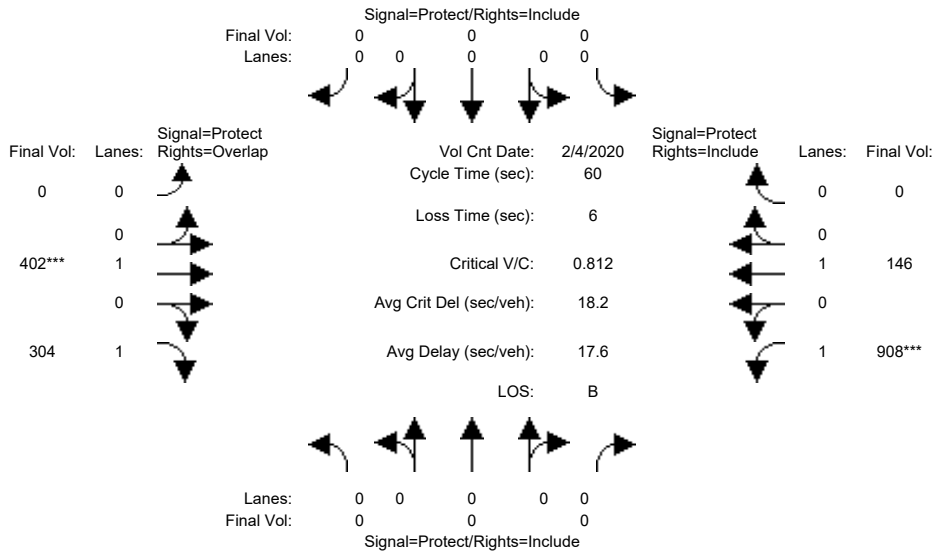 Signal=Protect/Rights=Include
Final Vol: 0 0 0
Lanes: 0 0 0 0 0
Signal=Protect Signal=Protect
Final Vol: Lanes: Rights=Overlap Vol Cnt Date: 2/4/2020 Rights=Include Lanes: Final Vol:
Cycle Time (sec): 60
0 0 0 0
Loss Time (sec): 6
0 0
402*** 1 Critical V/C: 0.812 1 146
0 Avg Crit Del (sec/veh): 18.2 0
304 1 Avg Delay (sec/veh): 17.6 1 908***
LOS: B
Lanes: 0 0 0 0 0
Final Vol: 0 0 0
Signal=Protect/Rights=Include